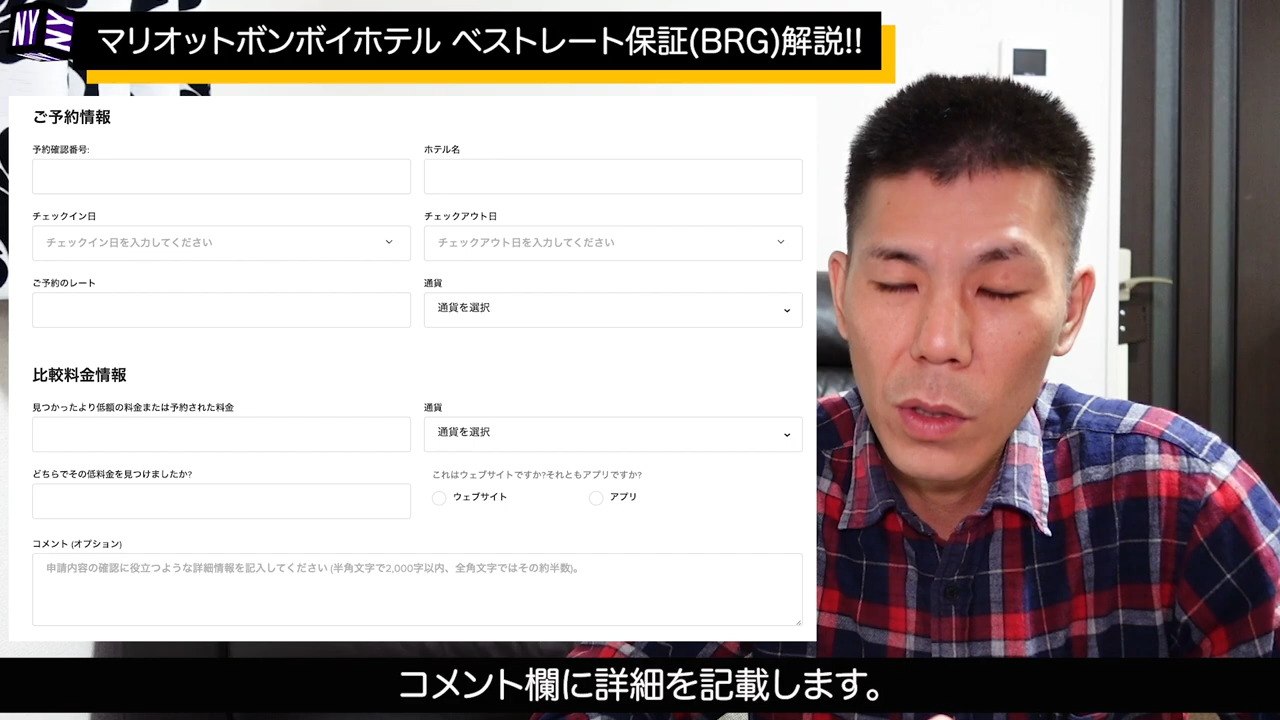 NY NY
マリオットボンボイホテル ベストレート保証(BRG)解説!!
ご予約情報
予約確認番号:
ホテル名
チェックイン日
チェックアウト日
チェックイン日を入力してください
チェックアウト日を入力してください
ご予約のレート
通貨
通貨を選択
比較料金情報
見つかったより低額の料金または予約された料金
通貨
通貨を選択
どちらでその低料金を見つけましたか?
これはウェブサイトですか?それともアプリですか?
ウェブサイト
アプリ
コメント (オプション)
申請内容の確認に役立つような詳細情報を記入してください (半角文字で2,000字以内、全角文字ではその約半数)。
コメント欄に詳細を記載します。